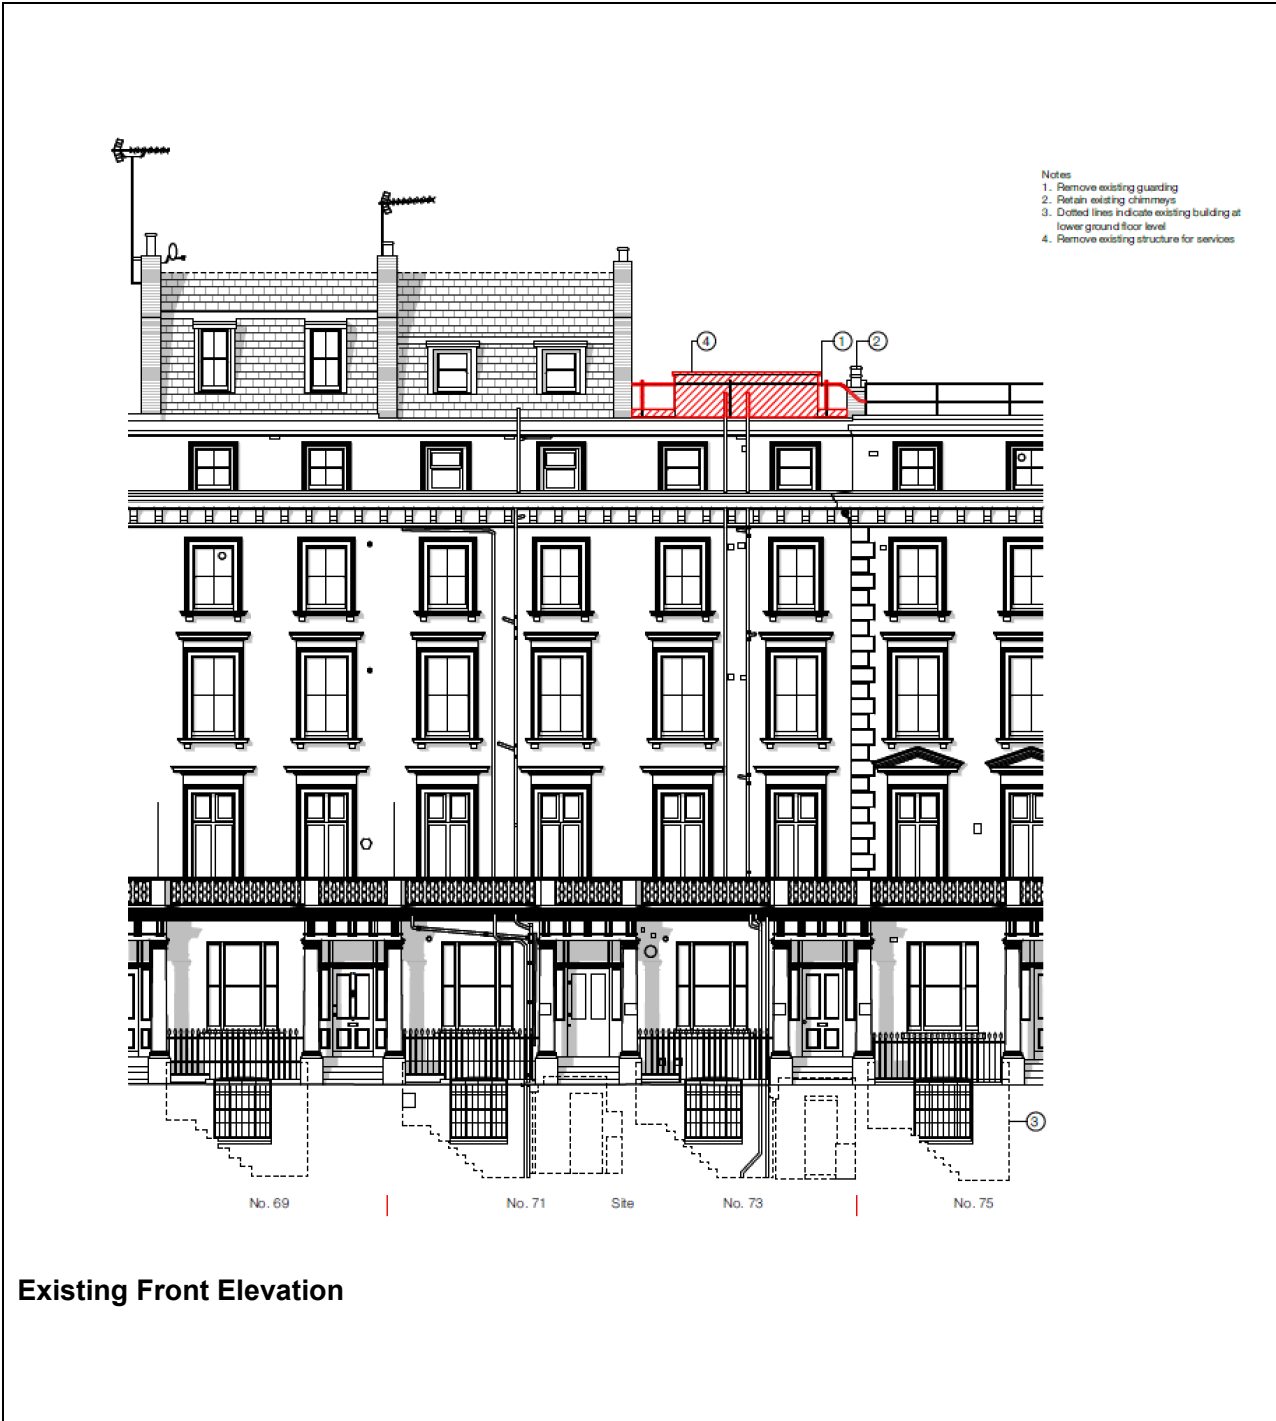 Notes
1. Remove existing guarding
2. Retain existing chimneys
3. Dotted lines indicate existing building at
lower ground floor level
4. Remove existing structure for services
4
1
2
3
No. 69
No. 71
Site
No. 73
No. 75
Existing Front Elevation